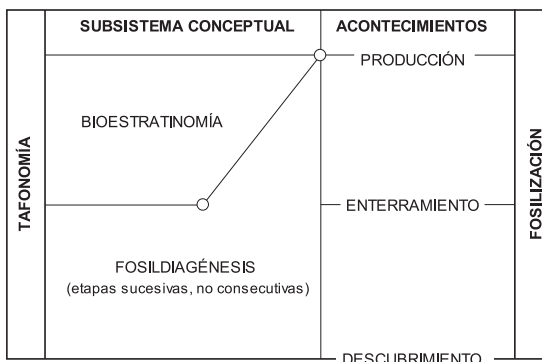 SUBSISTEMA CONCEPTUAL
ACONTECIMIENTOS
PRODUCCIÓN
BIOESTRATINOMÍA
TAFONOMÍA
ENTERRAMIENTO
FOSILIZACIÓN
FOSILDIAGÉNESIS
(etapas sucesivas, no consecutivas)
DESCUBRIMIENTO